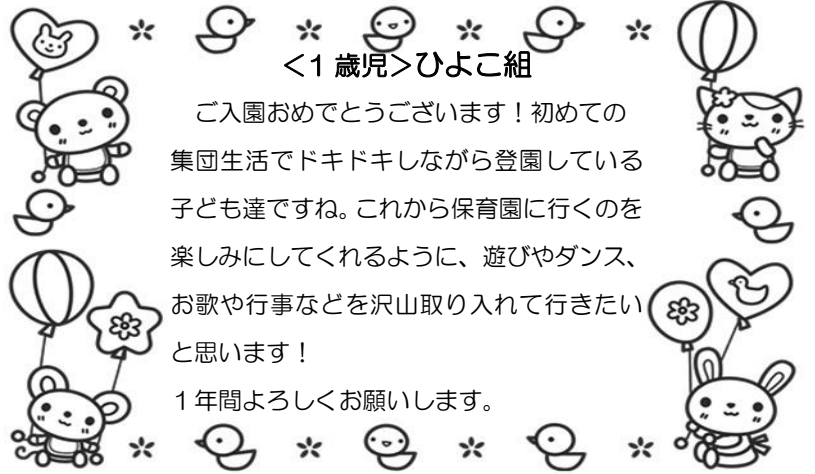 ＜1歳児＞ひよこ組
ご入園おめでとうございます！初めての
集団生活でドキドキしながら登園している
子ども達ですね。これから保育園に行くのを
楽しみにしてくれるように、遊びやダンス、
お歌や行事などを沢山取り入れて行きたい
と思います！
１年間よろしくお願いします。